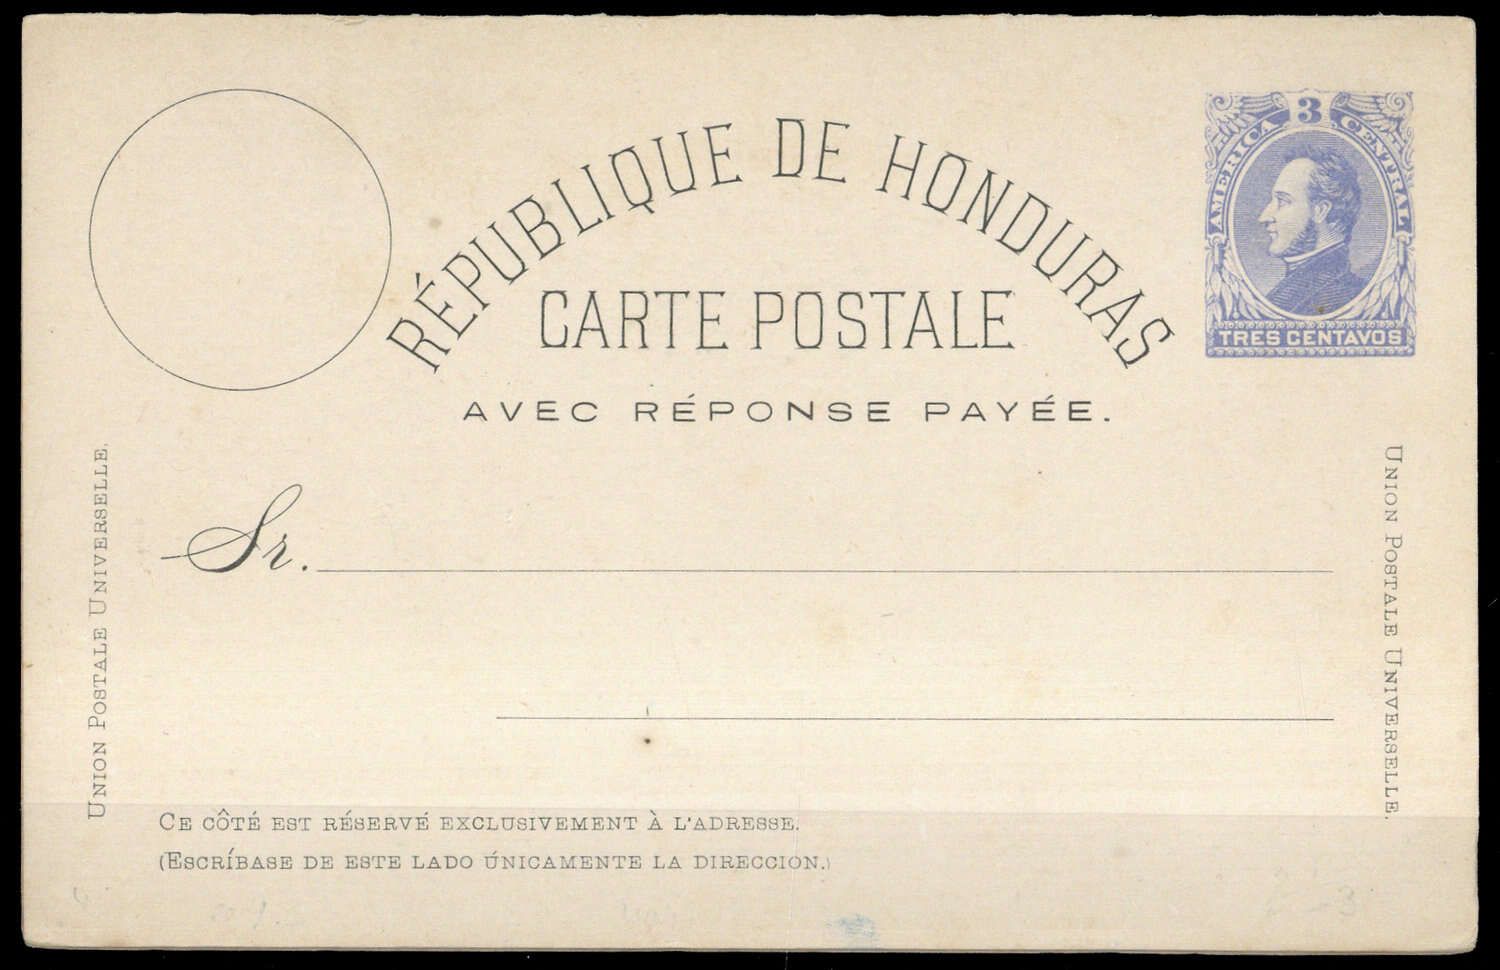 RÉPUBLIQUE DE HONDURAS
3
AMERICA CENTRAL
TRES CENTAVOS
CARTE POSTALE
AVEC RÉPONSE PAYÉE.
UNION POSTALE UNIVERSELLE.
UNION POSTALE UNIVERSELLE.
Sr.
CE CÔTÉ EST RÉSERVÉ EXCLUSIVEMENT À L'ADRESSE.
(ESCRÍBASE DE ESTE LADO ÚNICAMENTE LA DIRECCION.)